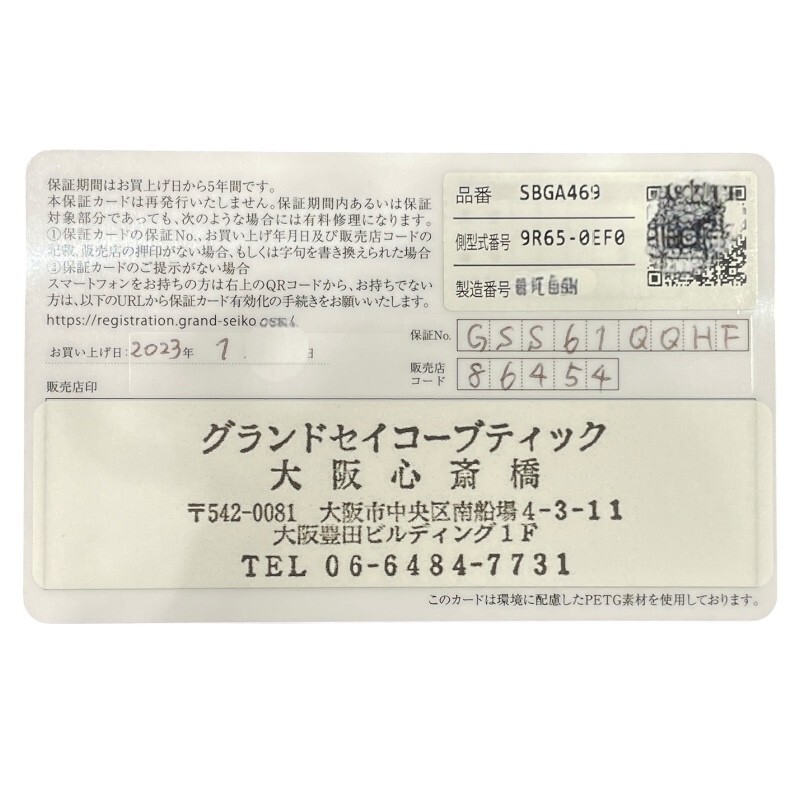 保証期間はお買上げ日から5年間です。
本保証カードは再発行いたしません。保証期間内あるいは保証
対象部分であっても、次のような場合には有料修理になります。
①保証カードの保証No.、お買い上げ年月日及び販売店コードの
記載、販売店の押印がない場合、もしくは字句を書き換えられた場合
②保証カードのご提示がない場合
スマートフォンをお持ちの方は右上のQRコードから、お持ちでない
方は、以下のURLから保証カード有効化の手続きをお願いいたします。
https://registration.grand-seiko
品番 SBGA469
側型式番号 9R65-0EF0
製造番号
お買い上げ日: 2023年 1. 日
保証No. GSS61QQHF
販売店
コード 86454
販売店印
グランドセイコーブティック
大阪心斎橋
〒542-0081 大阪市中央区南船場4-3-11
大阪豊田ビルディング1F
TEL 06-6484-7731
このカードは環境に配慮したPETG素材を使用しております。